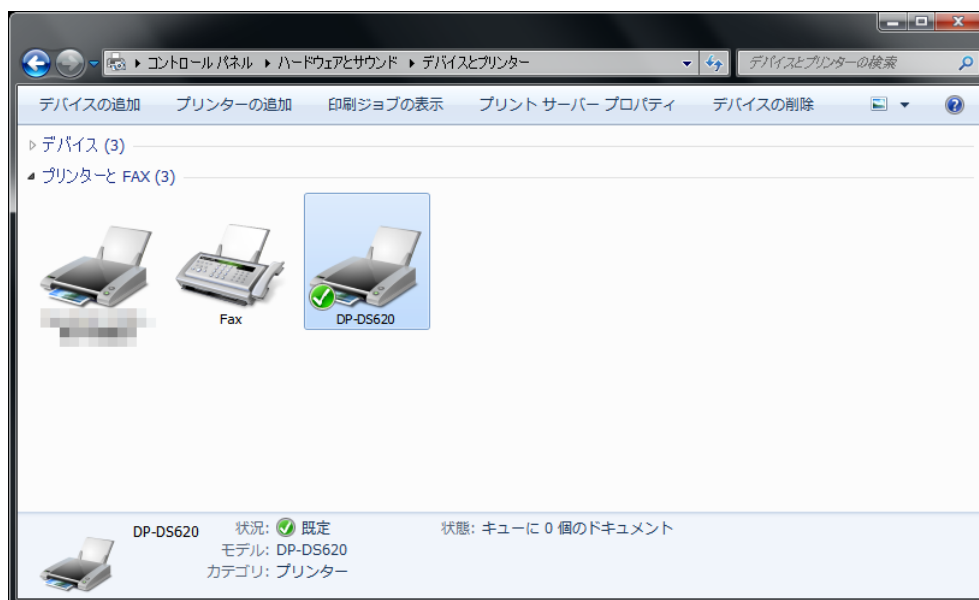 コントロール パネル ▸ ハードウェアとサウンド ▸ デバイスとプリンター
デバイスとプリンターの検索
デバイスの追加 プリンターの追加 印刷ジョブの表示 プリント サーバー プロパティ デバイスの削除
デバイス (3)
プリンターと FAX (3)
Fax
DP-DS620
DP-DS620 状況: 既定 状態: キューに 0 個のドキュメント
モデル: DP-DS620
カテゴリ: プリンター